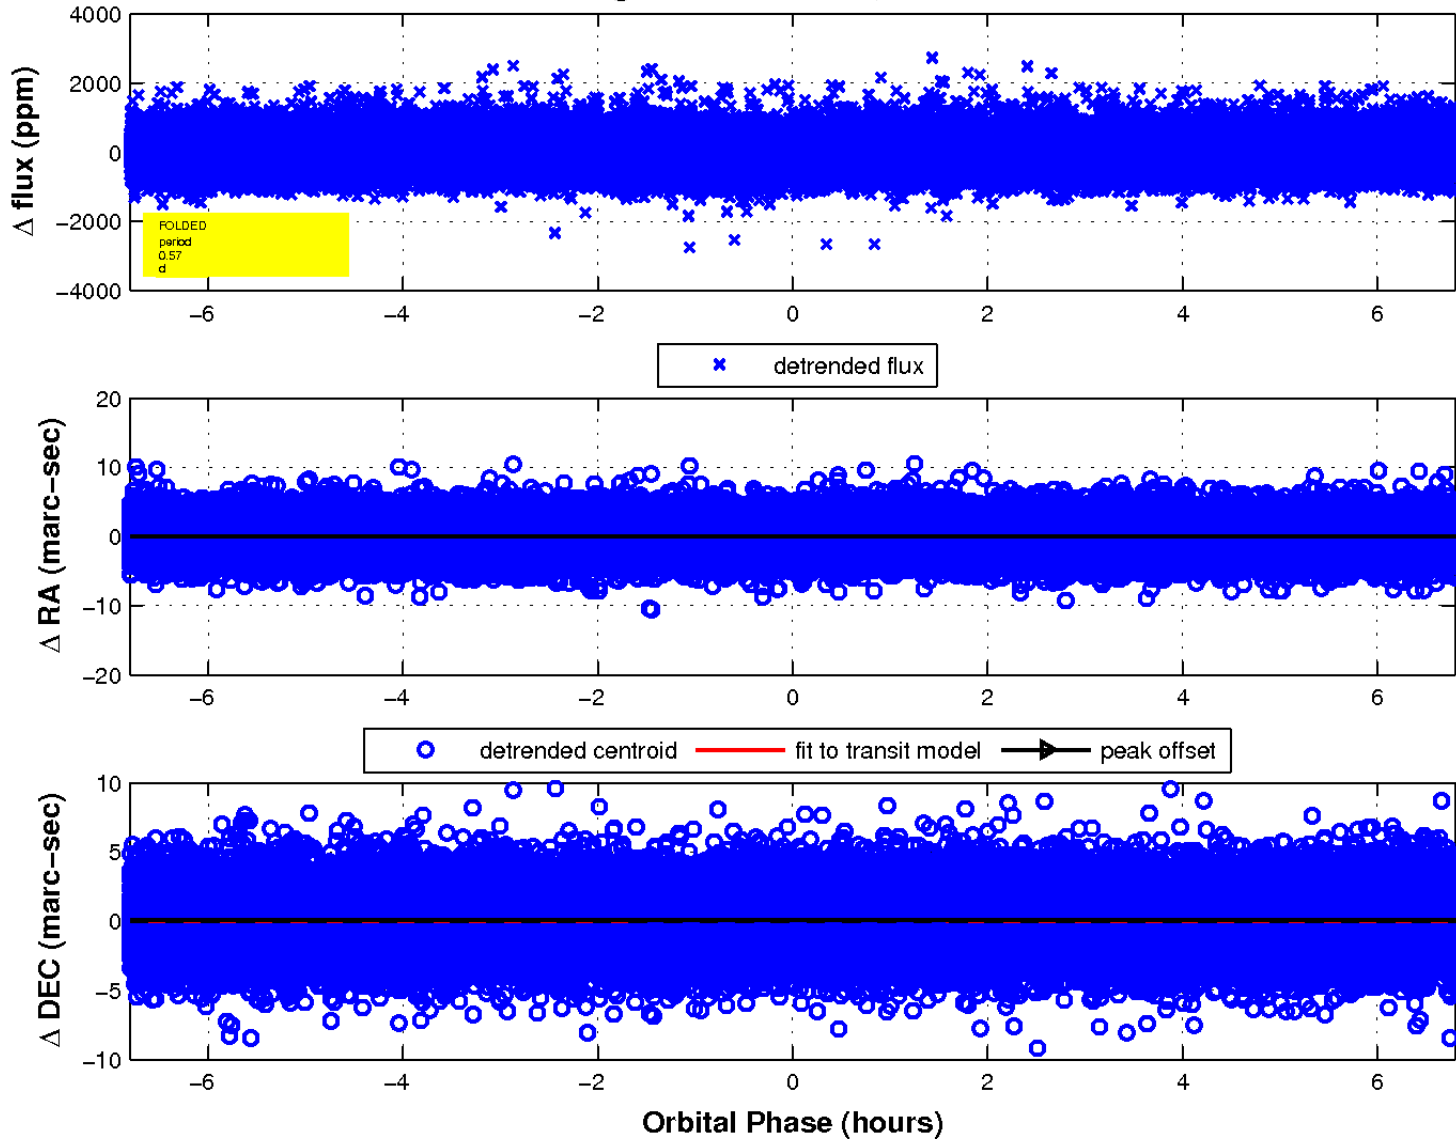 4000
2000
0
−2000
−4000
Δ flux (ppm)
FOLDED
period
0.57
d
−6 −4 −2 0 2 4 6
detrended flux
20
10
0
−10
−20
Δ RA (marc−sec)
−6 −4 −2 0 2 4 6
detrended centroid fit to transit model peak offset
10
5
0
−5
−10
Δ DEC (marc−sec)
−6 −4 −2 0 2 4 6
Orbital Phase (hours)